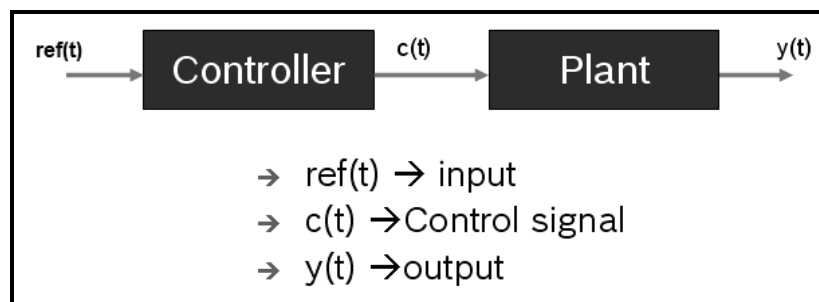 ref(t)
Controller
c(t)
Plant
y(t)
→ ref(t) → input
→ c(t) →Control signal
→ y(t) →output